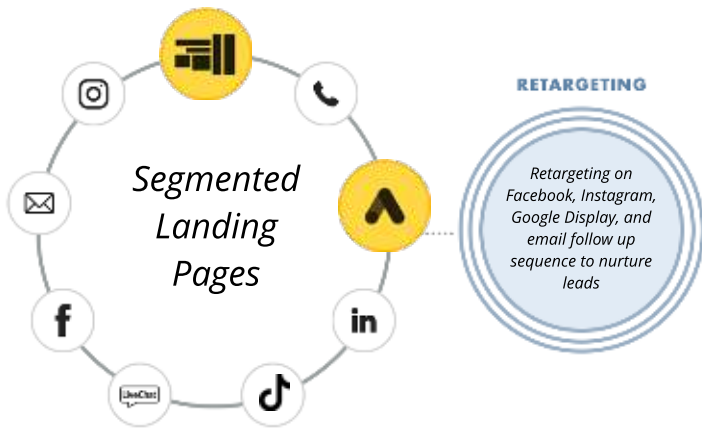 RETARGETING
Segmented
Landing
Pages
Retargeting on
Facebook, Instagram,
Google Display, and
email follow up
sequence to nurture
leads
in
LiveChat